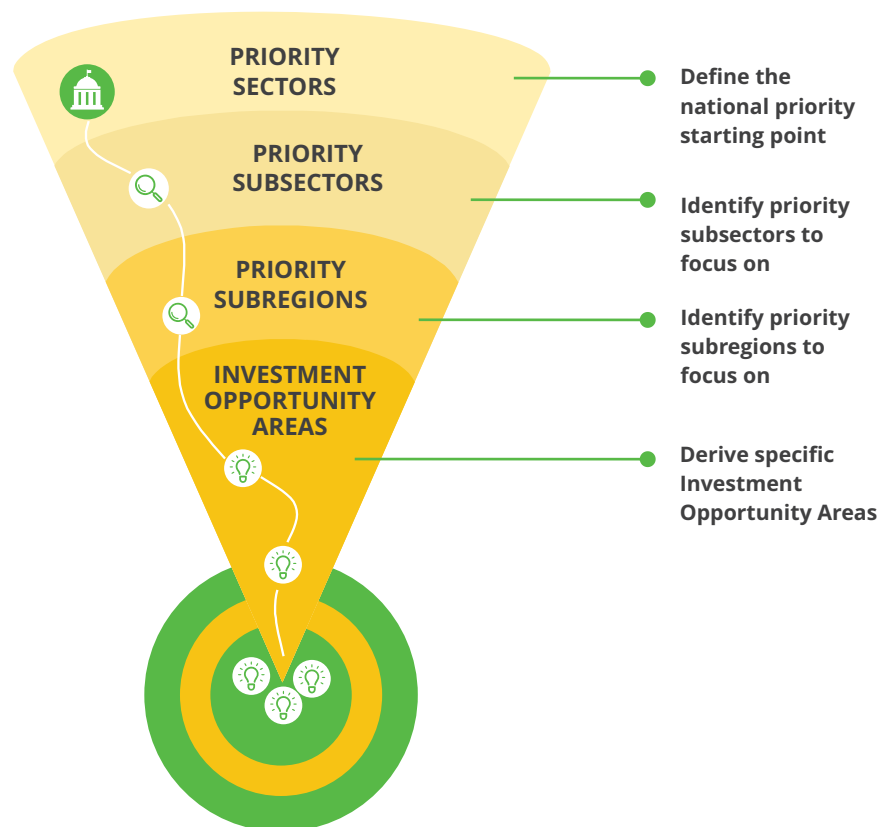 PRIORITY
SECTORS
Define the
national priority
starting point
PRIORITY
SUBSECTORS
Identify priority
subsectors to
focus on
PRIORITY
SUBREGIONS
Identify priority
subregions to
focus on
INVESTMENT
OPPORTUNITY
AREAS
Derive specific
Investment
Opportunity Areas